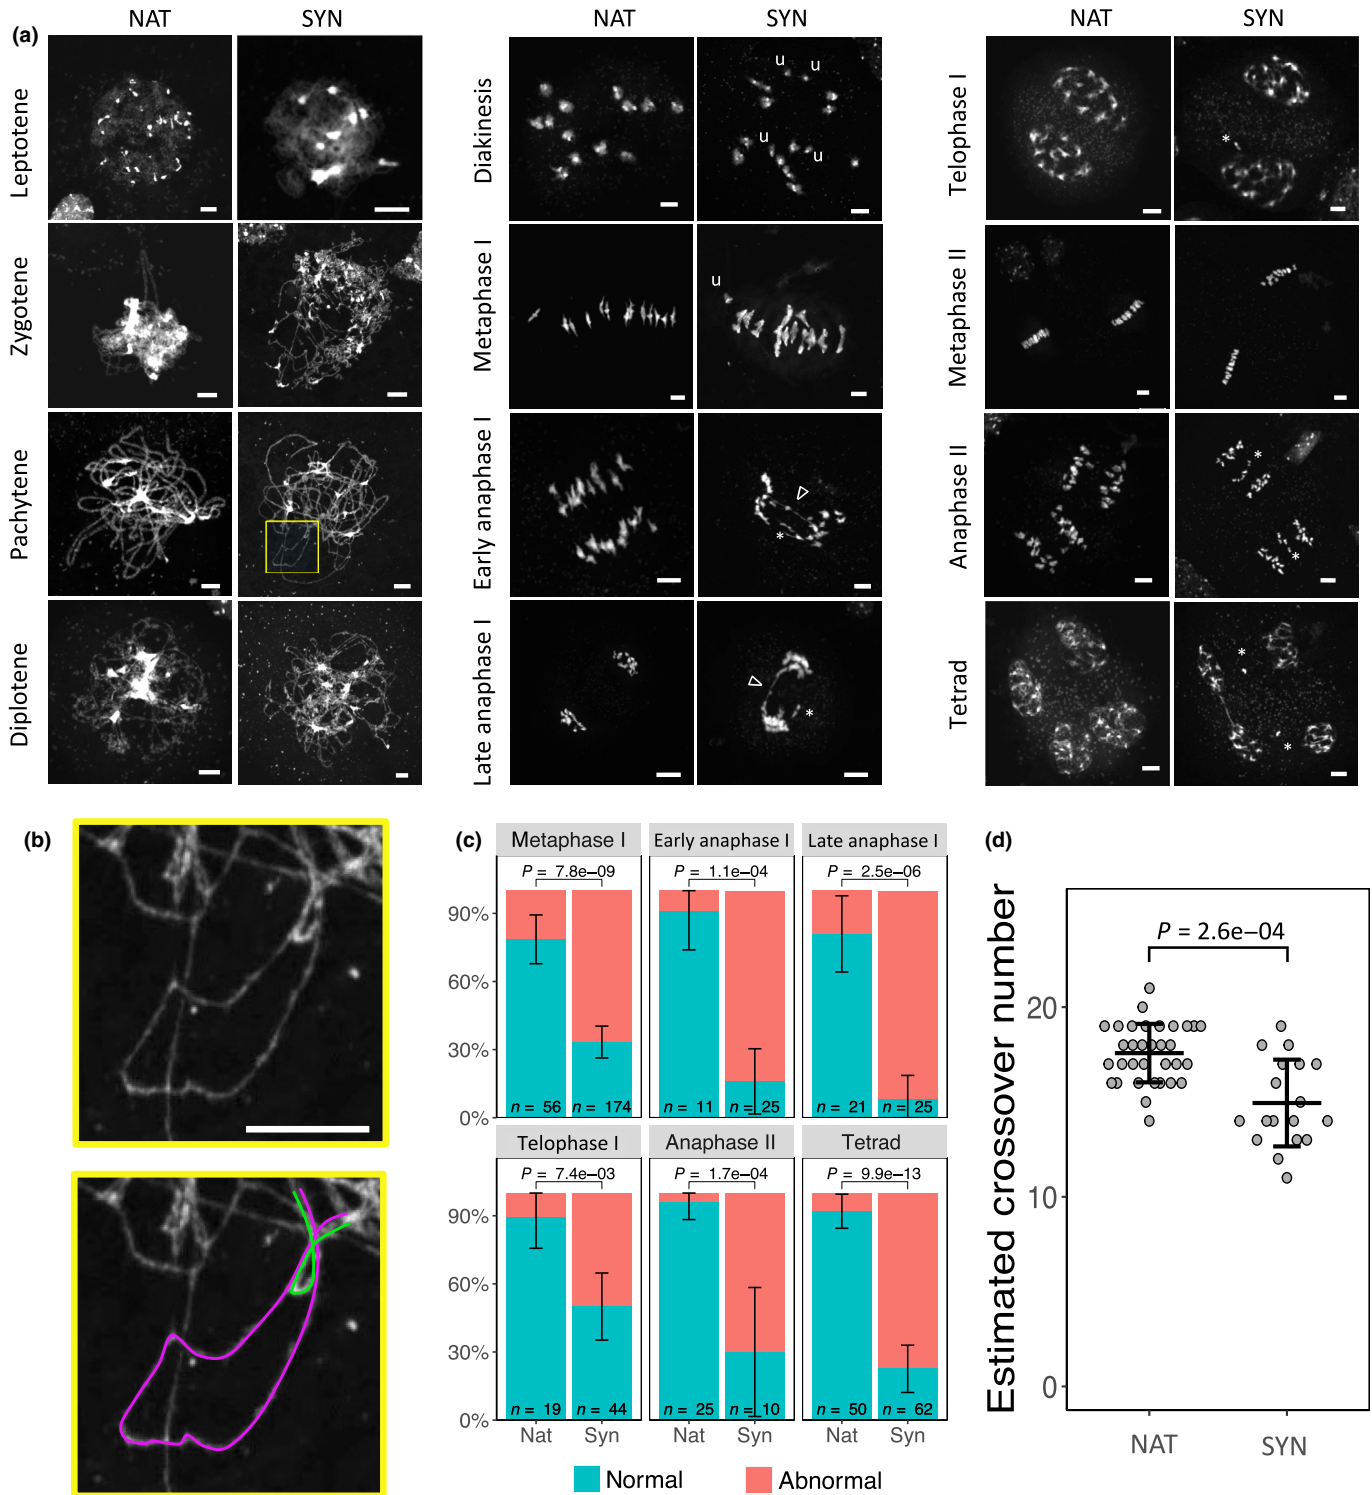 (a)
NAT SYN
Leptotene
Zygotene
Pachytene
Diplotene
NAT SYN
Diakinesis
u u
u
u
Metaphase I
u
Early anaphase I
*
Late anaphase I
*
NAT SYN
Telophase I
*
Metaphase II
Anaphase II
*
*
Tetrad
*
*
(b)
(c)
Metaphase I Early anaphase I Late anaphase I
P = 7.8e−09 P = 1.1e−04 P = 2.5e−06
90%
60%
30%
0%
n = 56 n = 174 n = 11 n = 25 n = 21 n = 25
Telophase I Anaphase II Tetrad
P = 7.4e−03 P = 1.7e−04 P = 9.9e−13
90%
60%
30%
0%
n = 19 n = 44 n = 25 n = 10 n = 50 n = 62
Nat Syn Nat Syn Nat Syn
Normal Abnormal
(d)
Estimated crossover number
P = 2.6e−04
20
10
0
NAT SYN